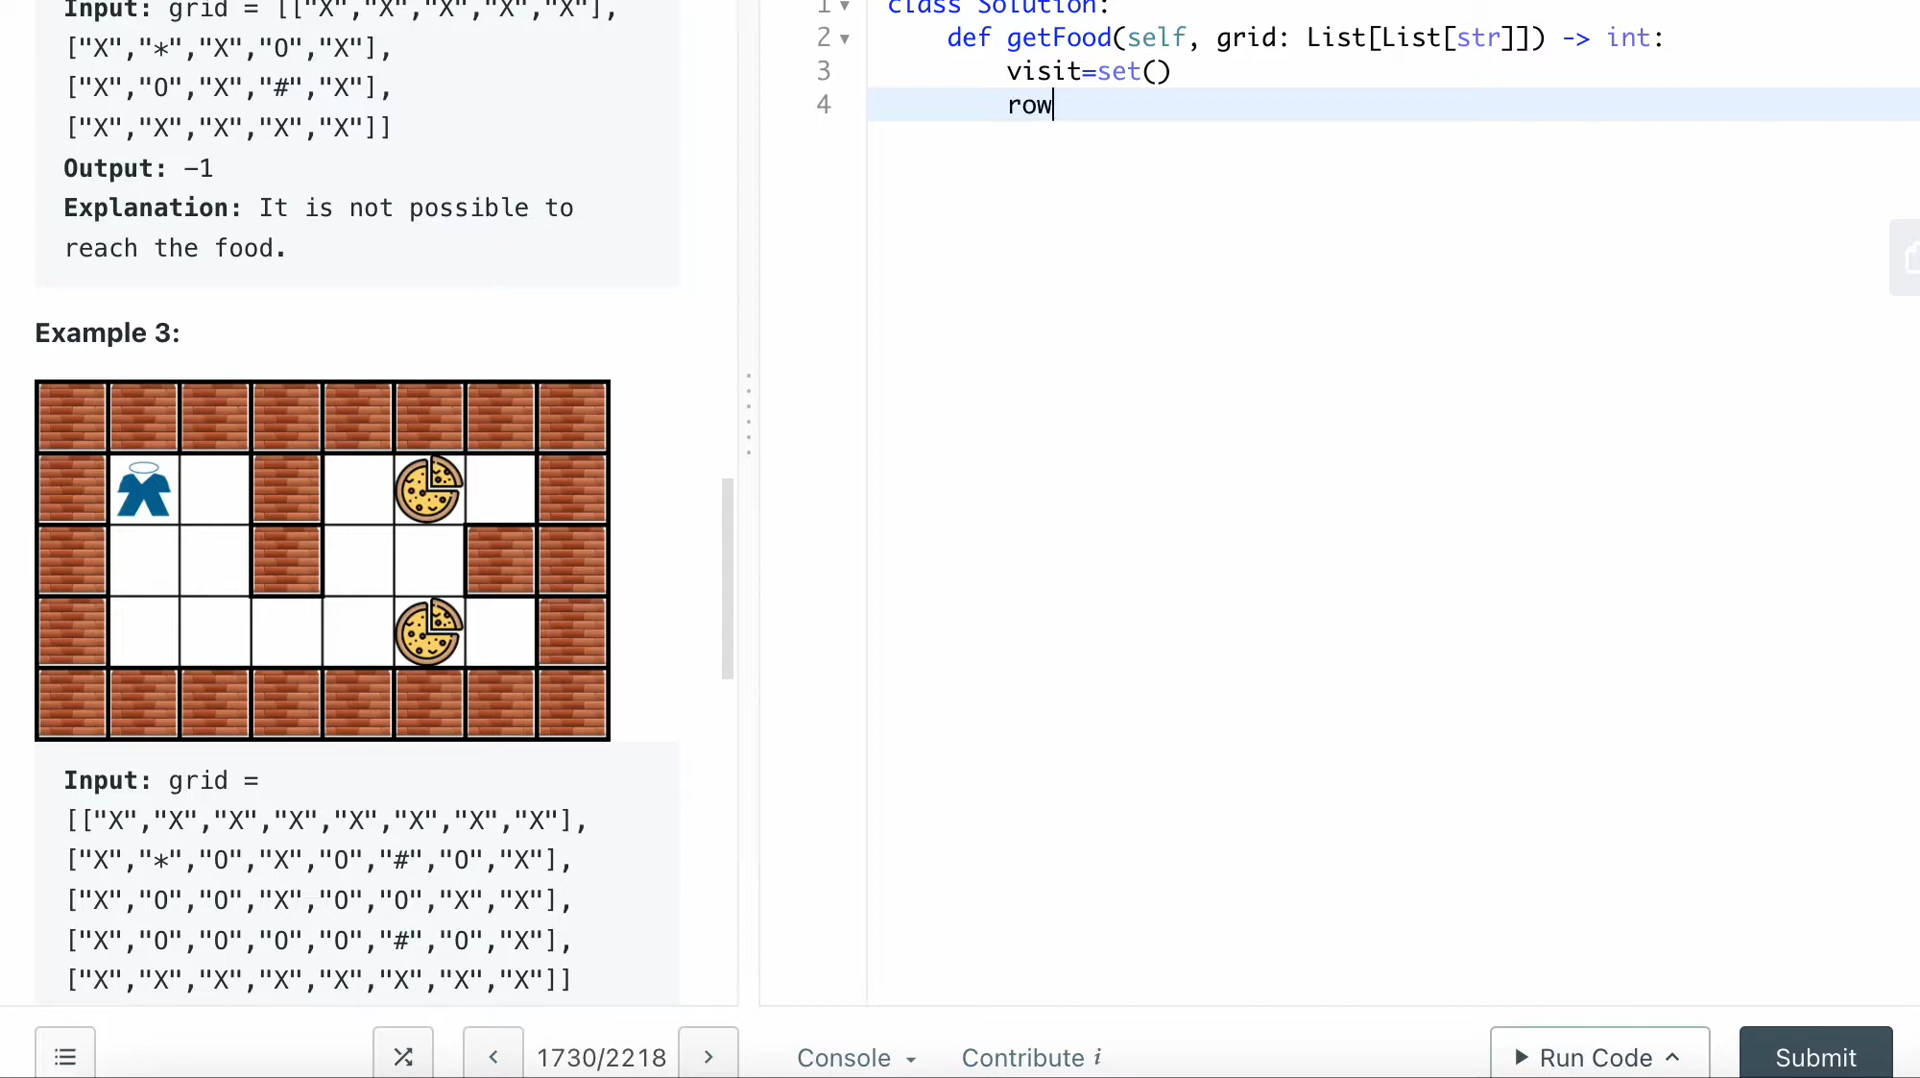 Input: grid = [["X","X","X","X","X"],
["X","*","X","O","X"],
["X","O","X","#","X"],
["X","X","X","X","X"]]
Output: -1
Explanation: It is not possible to
reach the food.
Example 3:
Input: grid =
[["X","X","X","X","X","X","X","X"],
["X","*","O","X","O","#","O","X"],
["X","O","O","X","O","O","X","X"],
["X","O","O","O","O","#","O","X"],
["X","X","X","X","X","X","X","X"]]
1730/2218
1 class Solution:
2 def getFood(self, grid: List[List[str]]) -> int:
3 visit=set()
4 row
Console
Contribute i
Run Code
Submit